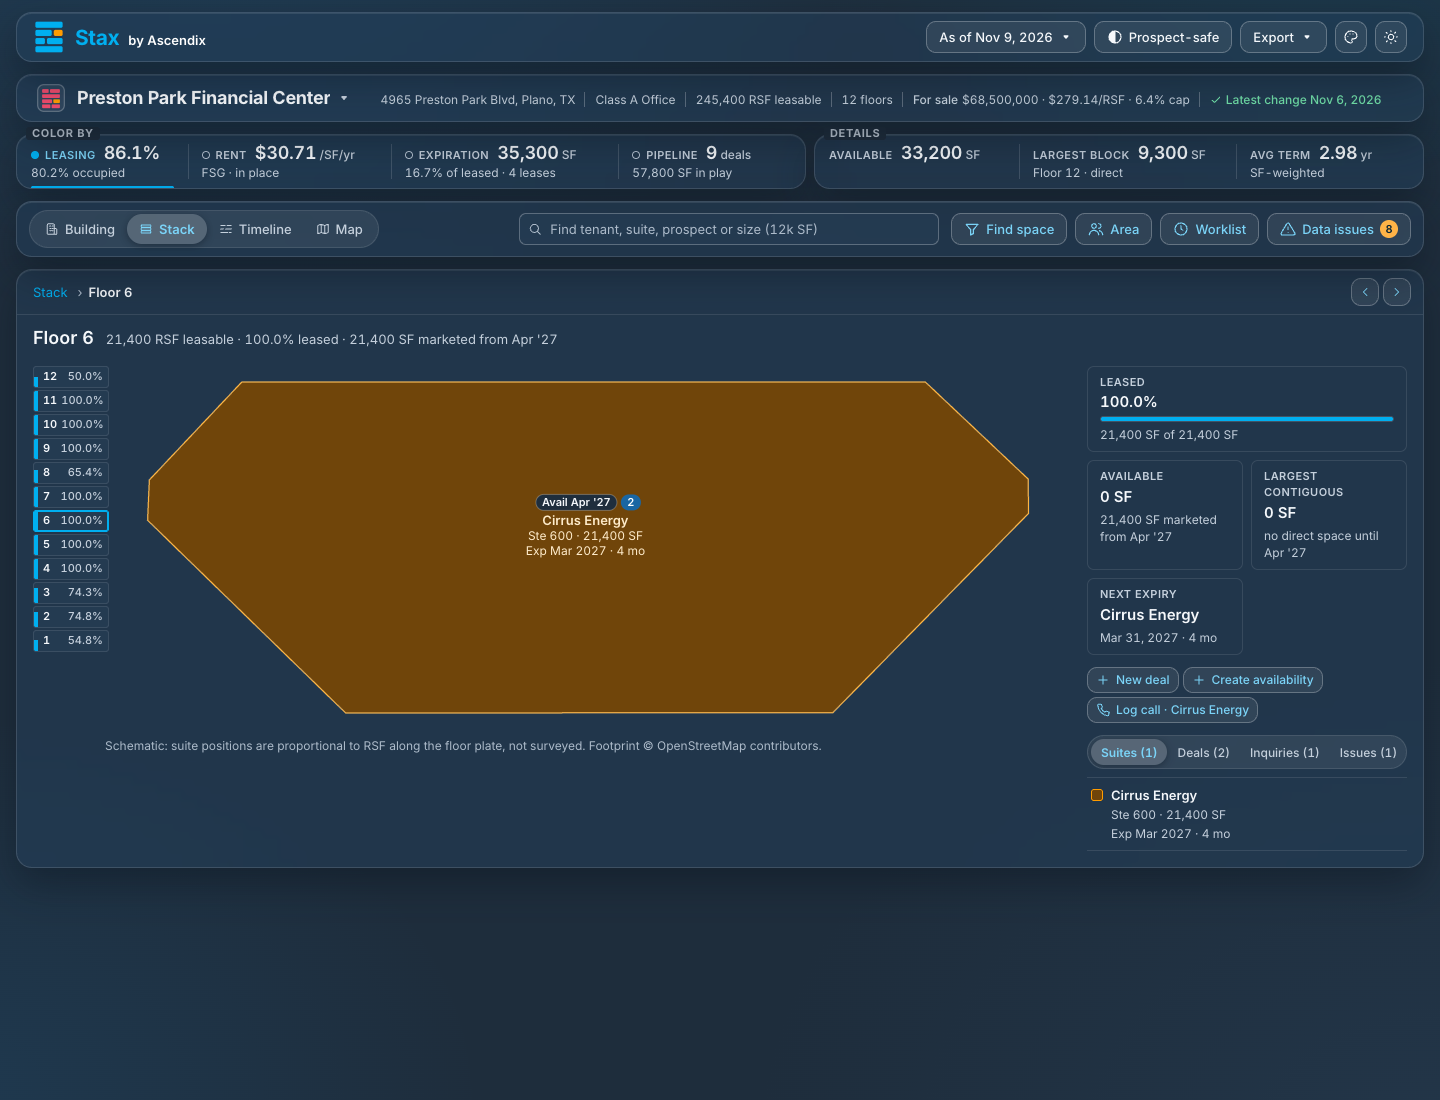 Stax by Ascendix
As of Nov 9, 2026
Prospect-safe
Export
Preston Park Financial Center
4965 Preston Park Blvd, Plano, TX
Class A Office
245,400 RSF leasable
12 floors
For sale $68,500,000 · $279.14/RSF · 6.4% cap
Latest change Nov 6, 2026
COLOR BY
LEASING 86.1%
80.2% occupied
RENT $30.71 /SF/yr
FSG · in place
EXPIRATION 35,300 SF
16.7% of leased · 4 leases
PIPELINE 9 deals
57,800 SF in play
DETAILS
AVAILABLE 33,200 SF
LARGEST BLOCK 9,300 SF
Floor 12 · direct
AVG TERM 2.98 yr
SF-weighted
Building
Stack
Timeline
Map
Find tenant, suite, prospect or size (12k SF)
Find space
Area
Worklist
Data issues 8
Stack › Floor 6
Floor 6 21,400 RSF leasable · 100.0% leased · 21,400 SF marketed from Apr '27
12 50.0%
11 100.0%
10 100.0%
9 100.0%
8 65.4%
7 100.0%
6 100.0%
5 100.0%
4 100.0%
3 74.3%
2 74.8%
1 54.8%
Avail Apr '27 2
Cirrus Energy
Ste 600 · 21,400 SF
Exp Mar 2027 · 4 mo
Schematic: suite positions are proportional to RSF along the floor plate, not surveyed. Footprint © OpenStreetMap contributors.
LEASED
100.0%
21,400 SF of 21,400 SF
AVAILABLE
0 SF
21,400 SF marketed
from Apr '27
LARGEST
CONTIGUOUS
0 SF
no direct space until
Apr '27
NEXT EXPIRY
Cirrus Energy
Mar 31, 2027 · 4 mo
New deal
Create availability
Log call · Cirrus Energy
Suites (1)
Deals (2)
Inquiries (1)
Issues (1)
Cirrus Energy
Ste 600 · 21,400 SF
Exp Mar 2027 · 4 mo